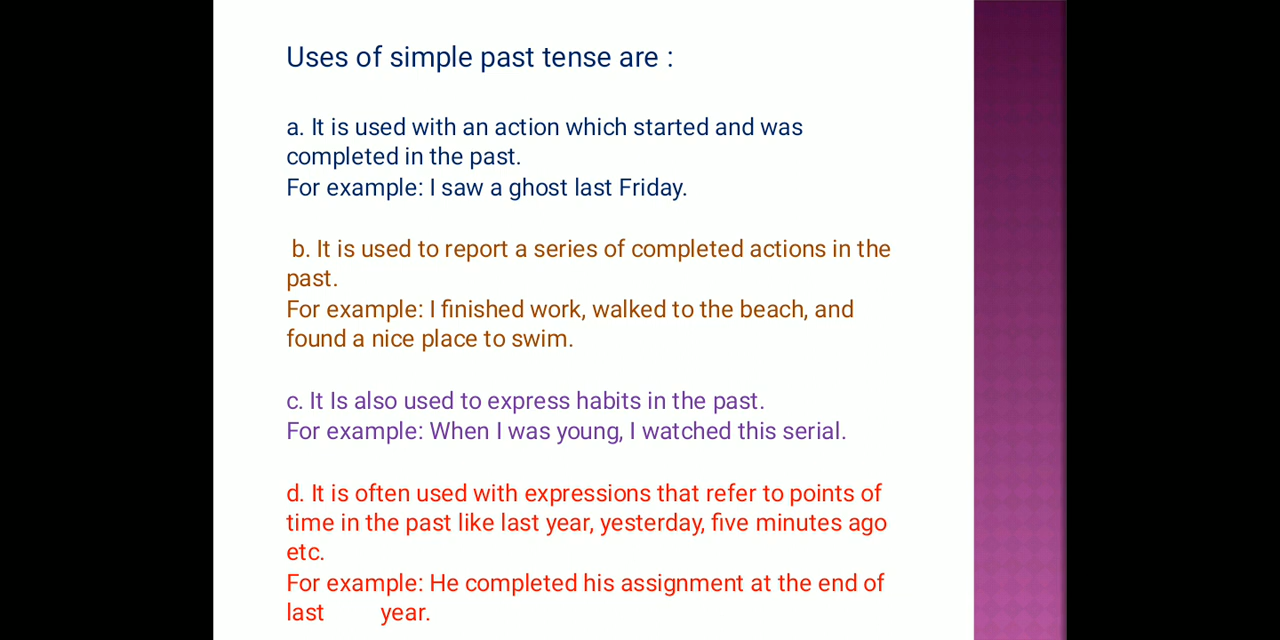 Uses of simple past tense are :
a. It is used with an action which started and was
completed in the past.
For example: I saw a ghost last Friday.
b. It is used to report a series of completed actions in the
past.
For example: I finished work, walked to the beach, and
found a nice place to swim.
c. It Is also used to express habits in the past.
For example: When I was young, I watched this serial.
d. It is often used with expressions that refer to points of
time in the past like last year, yesterday, five minutes ago
etc.
For example: He completed his assignment at the end of
last year.